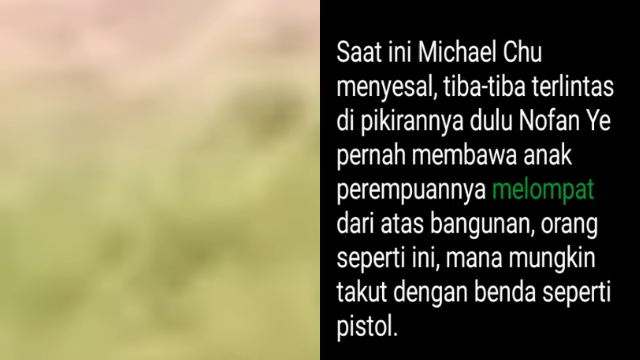 Saat ini Michael Chu
menyesal, tiba-tiba terlintas
di pikirannya dulu Nofan Ye
pernah membawa anak
perempuannya melompat
dari atas bangunan, orang
seperti ini, mana mungkin
takut dengan benda seperti
pistol.